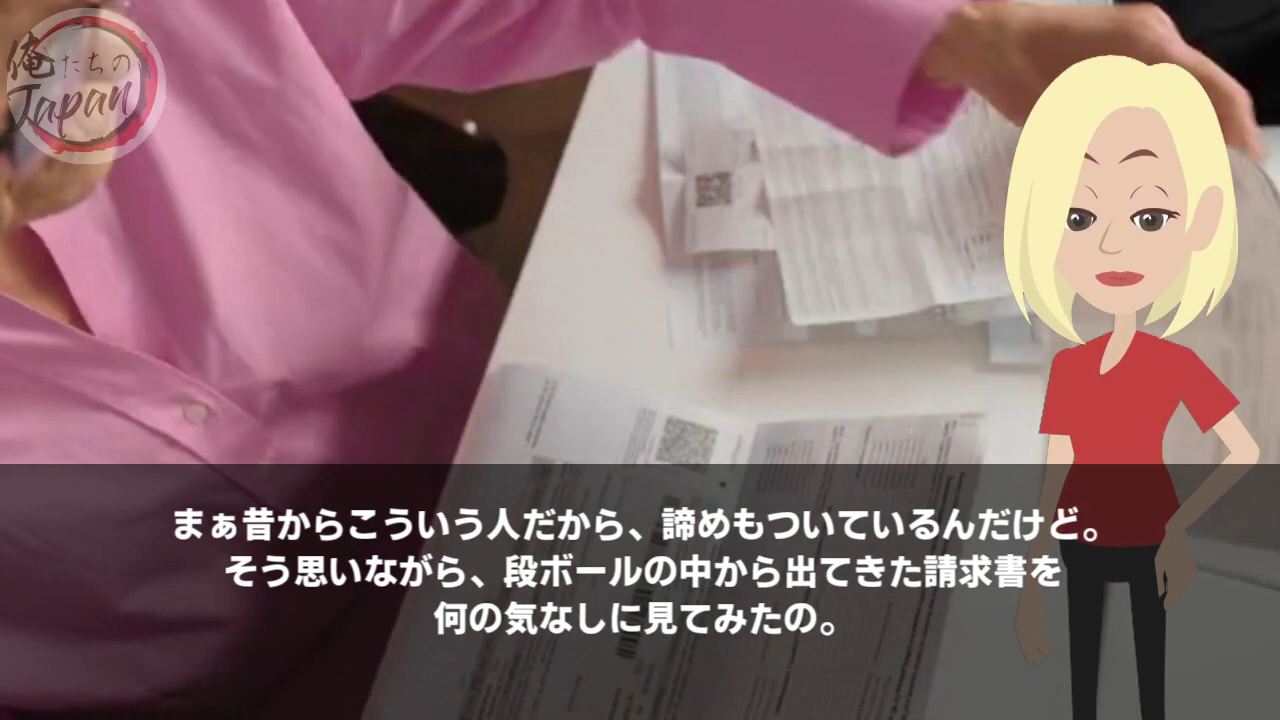 俺たちの
Japan
まぁ昔からこういう人だから、諦めもついているんだけど。
そう思いながら、段ボールの中から出てきた請求書を
何の気なしに見てみたの。